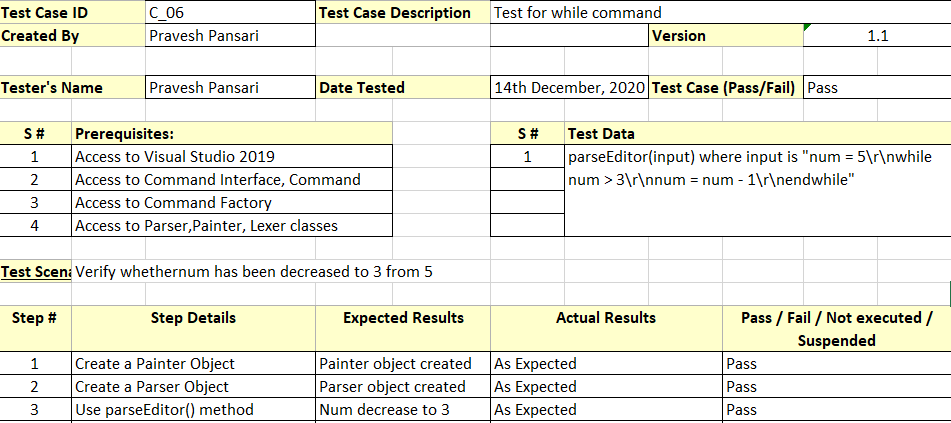 Test Case ID C_06 Test Case Description Test for while command
Created By Pravesh Pansari Version 1.1
Tester's Name Pravesh Pansari Date Tested 14th December, 2020 Test Case (Pass/Fail) Pass
S # Prerequisites: S # Test Data
1 Access to Visual Studio 2019 1 parseEditor(input) where input is "num = 5\r\nwhile
2 Access to Command Interface, Command num > 3\r\nnum = num - 1\r\nendwhile"
3 Access to Command Factory
4 Access to Parser,Painter, Lexer classes
Test Scena Verify whethernum has been decreased to 3 from 5
Step # Step Details Expected Results Actual Results Pass / Fail / Not executed /
Suspended
1 Create a Painter Object Painter object created As Expected Pass
2 Create a Parser Object Parser object created As Expected Pass
3 Use parseEditor() method Num decrease to 3 As Expected Pass